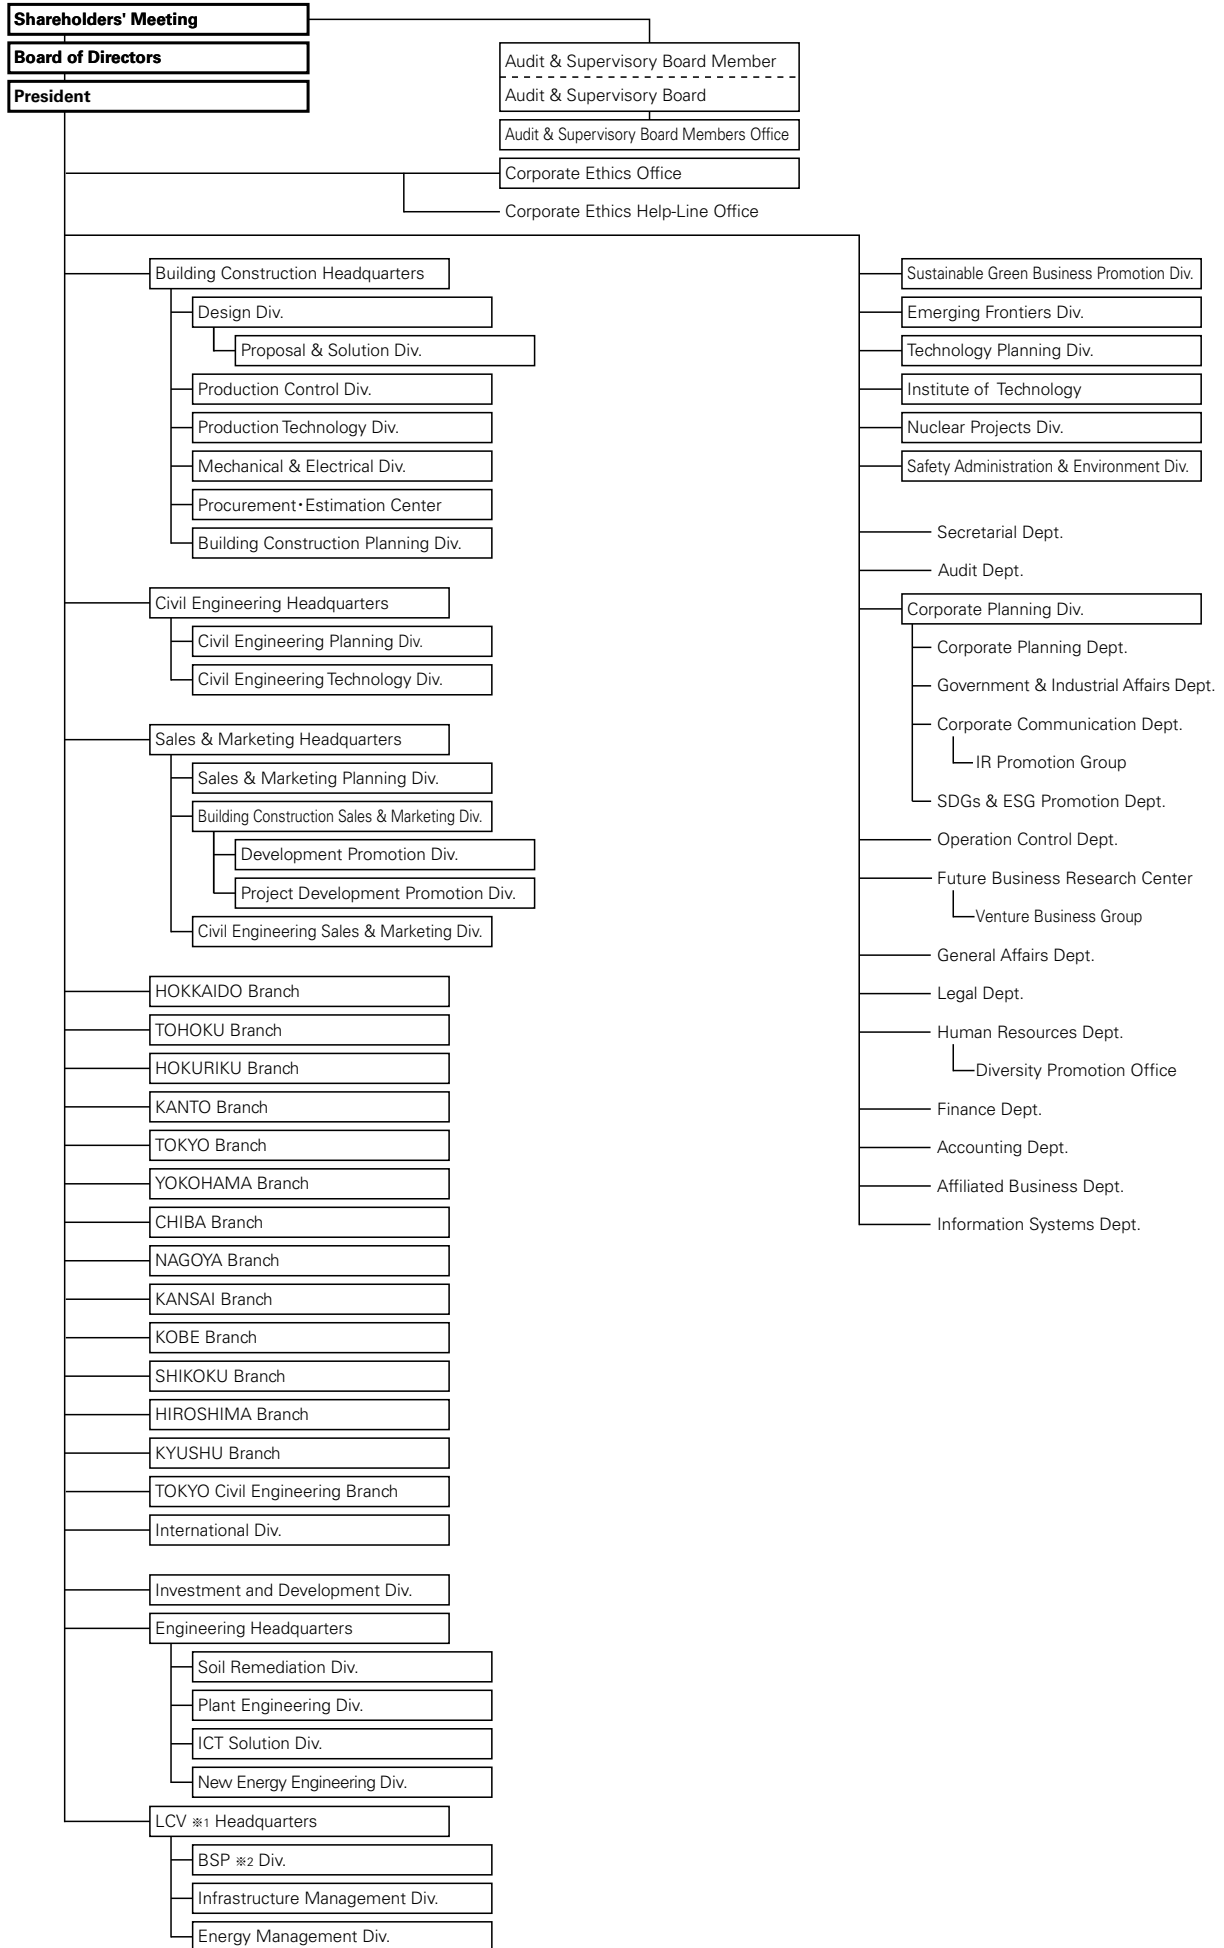 Shareholders' Meeting
Board of Directors
President
Audit & Supervisory Board Member
Audit & Supervisory Board
Audit & Supervisory Board Members Office
Corporate Ethics Office
Corporate Ethics Help-Line Office
Building Construction Headquarters
Design Div.
Proposal & Solution Div.
Production Control Div.
Production Technology Div.
Mechanical & Electrical Div.
Procurement・Estimation Center
Building Construction Planning Div.
Civil Engineering Headquarters
Civil Engineering Planning Div.
Civil Engineering Technology Div.
Sales & Marketing Headquarters
Sales & Marketing Planning Div.
Building Construction Sales & Marketing Div.
Development Promotion Div.
Project Development Promotion Div.
Civil Engineering Sales & Marketing Div.
HOKKAIDO Branch
TOHOKU Branch
HOKURIKU Branch
KANTO Branch
TOKYO Branch
YOKOHAMA Branch
CHIBA Branch
NAGOYA Branch
KANSAI Branch
KOBE Branch
SHIKOKU Branch
HIROSHIMA Branch
KYUSHU Branch
TOKYO Civil Engineering Branch
International Div.
Investment and Development Div.
Engineering Headquarters
Soil Remediation Div.
Plant Engineering Div.
ICT Solution Div.
New Energy Engineering Div.
LCV ※1 Headquarters
BSP ※2 Div.
Infrastructure Management Div.
Energy Management Div.
Sustainable Green Business Promotion Div.
Emerging Frontiers Div.
Technology Planning Div.
Institute of Technology
Nuclear Projects Div.
Safety Administration & Environment Div.
Secretarial Dept.
Audit Dept.
Corporate Planning Div.
Corporate Planning Dept.
Government & Industrial Affairs Dept.
Corporate Communication Dept.
IR Promotion Group
SDGs & ESG Promotion Dept.
Operation Control Dept.
Future Business Research Center
Venture Business Group
General Affairs Dept.
Legal Dept.
Human Resources Dept.
Diversity Promotion Office
Finance Dept.
Accounting Dept.
Affiliated Business Dept.
Information Systems Dept.